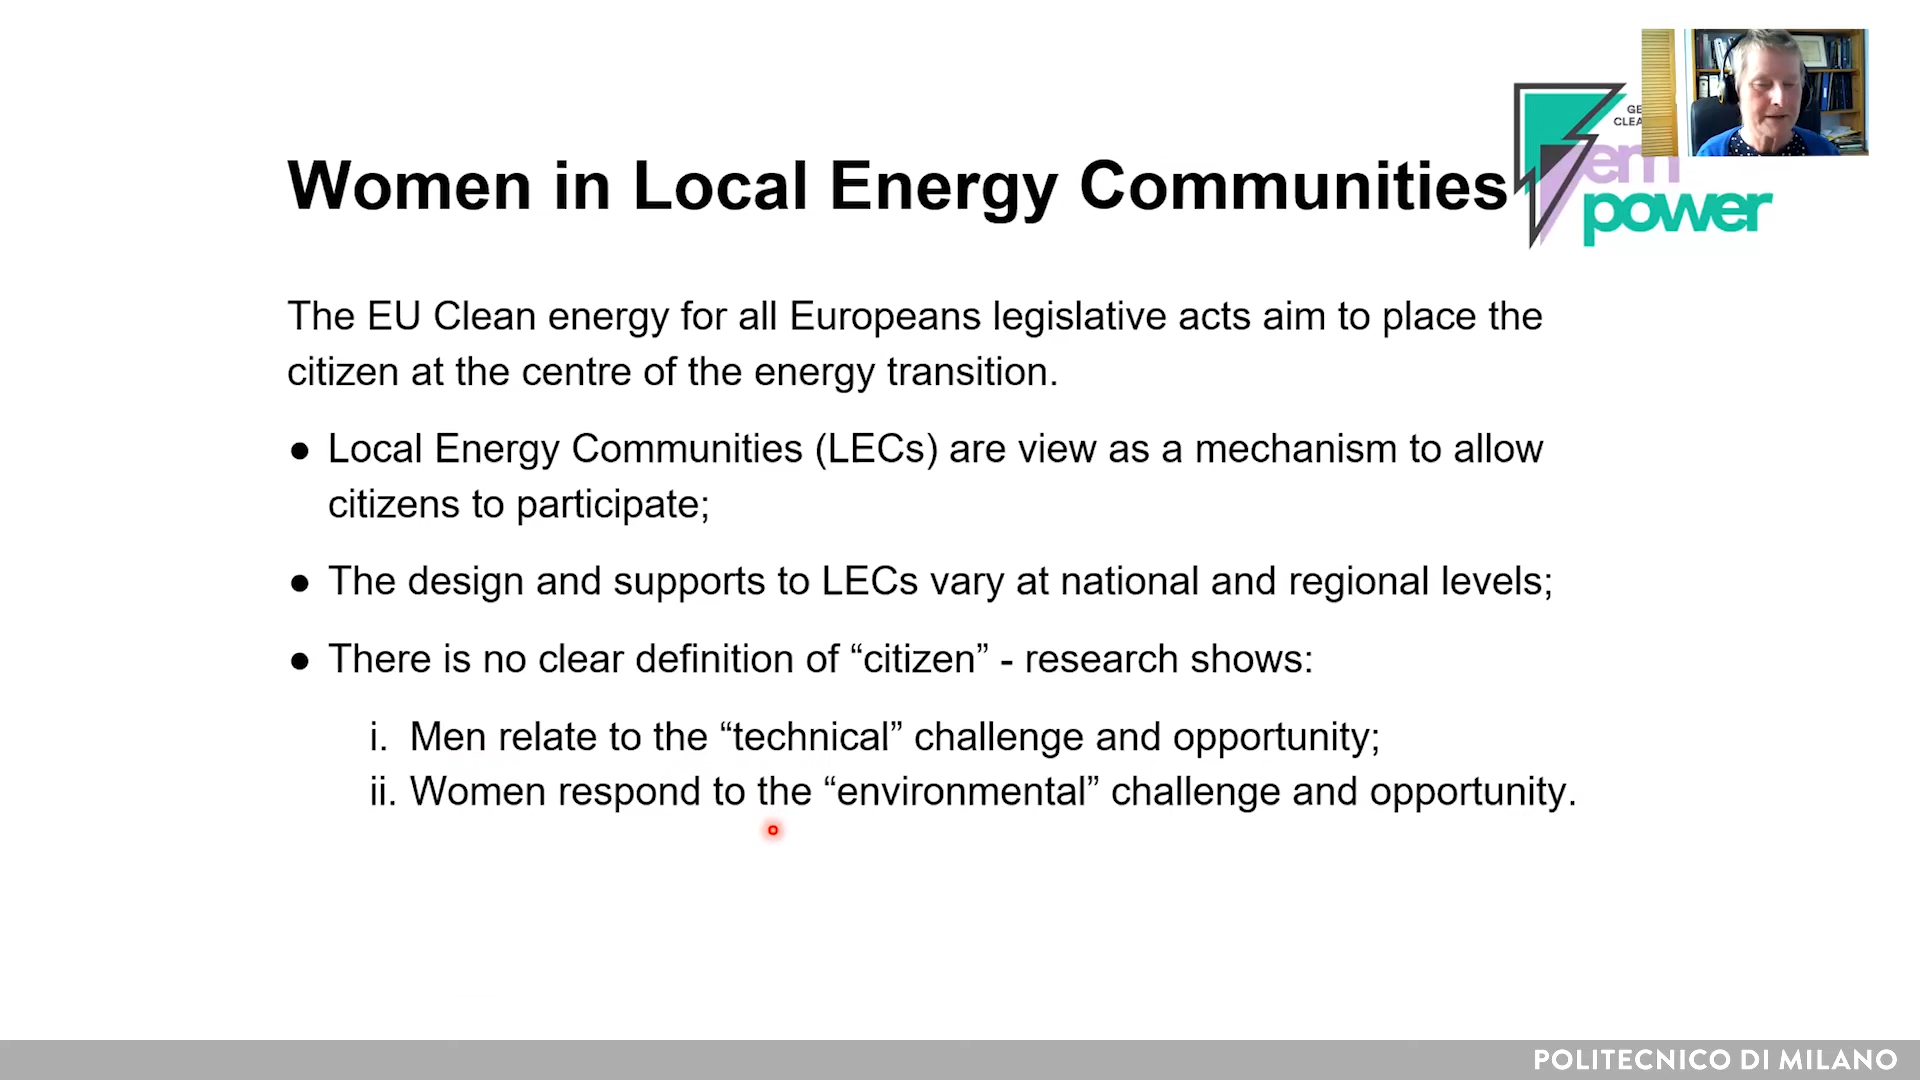 GE
CLEA
em
power
Women in Local Energy Communities
The EU Clean energy for all Europeans legislative acts aim to place the
citizen at the centre of the energy transition.
● Local Energy Communities (LECs) are view as a mechanism to allow
citizens to participate;
● The design and supports to LECs vary at national and regional levels;
● There is no clear definition of “citizen” - research shows:
i. Men relate to the “technical” challenge and opportunity;
ii. Women respond to the “environmental” challenge and opportunity.
POLITECNICO DI MILANO